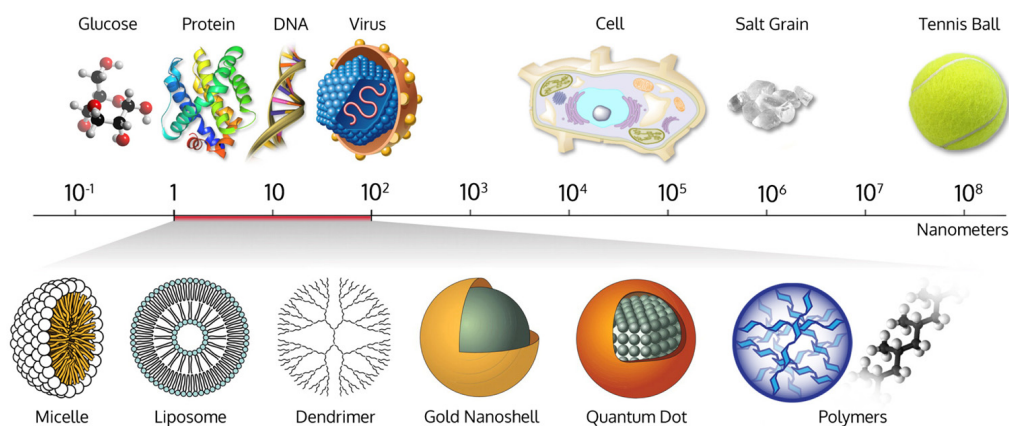 Glucose Protein DNA Virus Cell Salt Grain Tennis Ball
10⁻¹ 1 10 10² 10³ 10⁴ 10⁵ 10⁶ 10⁷ 10⁸
Nanometers
Micelle Liposome Dendrimer Gold Nanoshell Quantum Dot Polymers